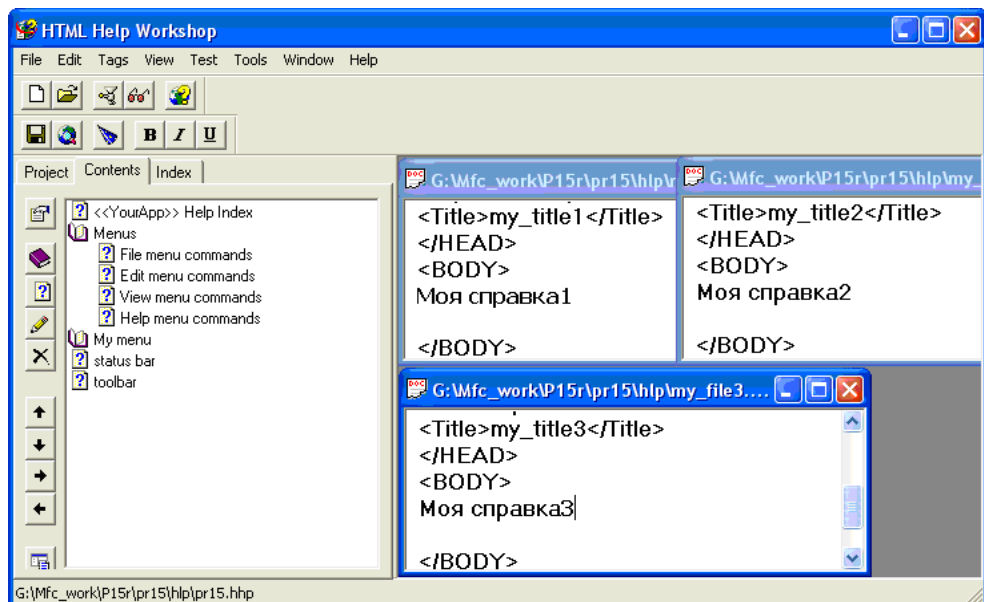 HTML Help Workshop
File Edit Tags View Test Tools Window Help
B I U
Project Contents Index
<<YourApp>> Help Index
Menus
File menu commands
Edit menu commands
View menu commands
Help menu commands
My menu
status bar
toolbar
G:\Mfc_work\P15r\pr15\hlp\
<Title>my_title1</Title>
</HEAD>
<BODY>
Моя справка1
</BODY>
G:\Mfc_work\P15r\pr15\hlp\my_
<Title>my_title2</Title>
</HEAD>
<BODY>
Моя справка2
</BODY>
G:\Mfc_work\P15r\pr15\hlp\my_file3....
<Title>my_title3</Title>
</HEAD>
<BODY>
Моя справка3
</BODY>
G:\Mfc_work\P15r\pr15\hlp\pr15.hhp